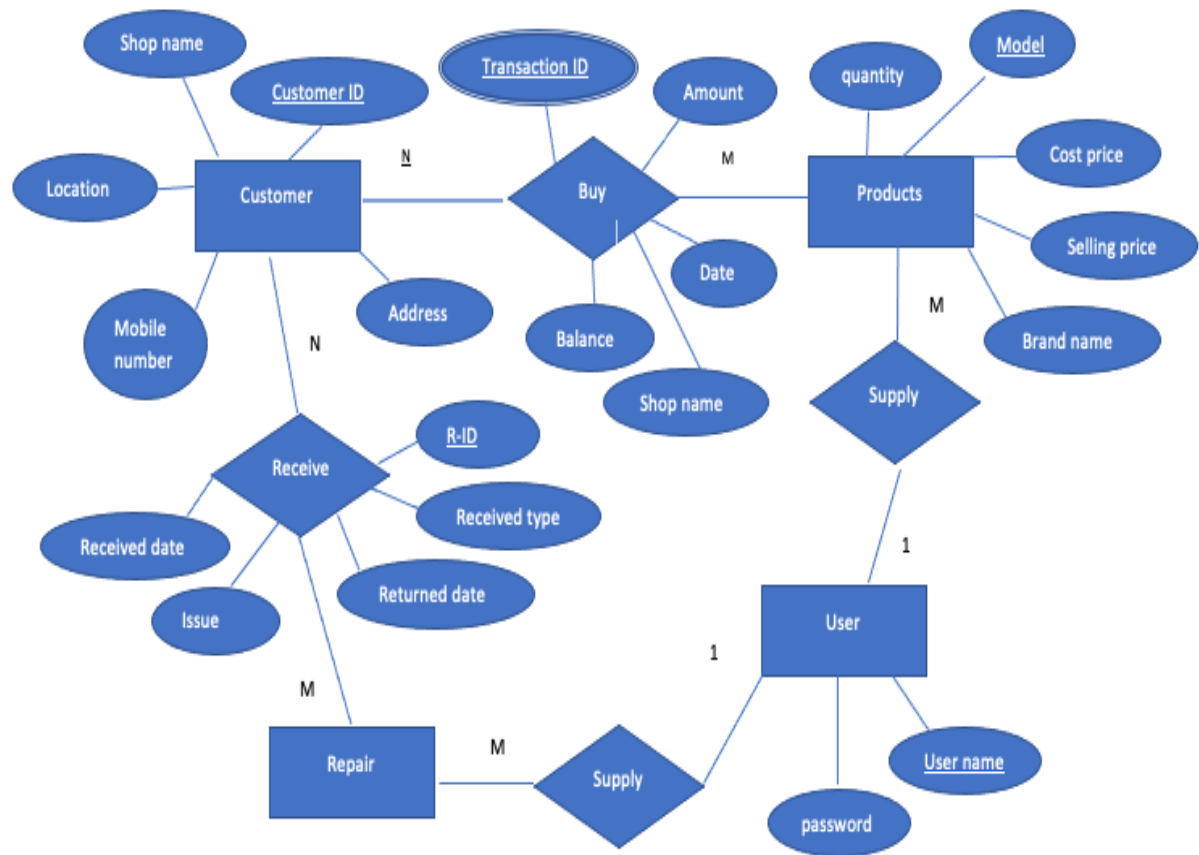 Shop name
Customer ID
Transaction ID
Amount
quantity
Model
Location
Customer
N
Buy
M
Products
Cost price
Selling price
Mobile
number
Address
Date
Balance
Shop name
Brand name
N
M
Supply
R-ID
Receive
Received type
Received date
Returned date
Issue
1
User
1
M
M
Repair
Supply
User name
password